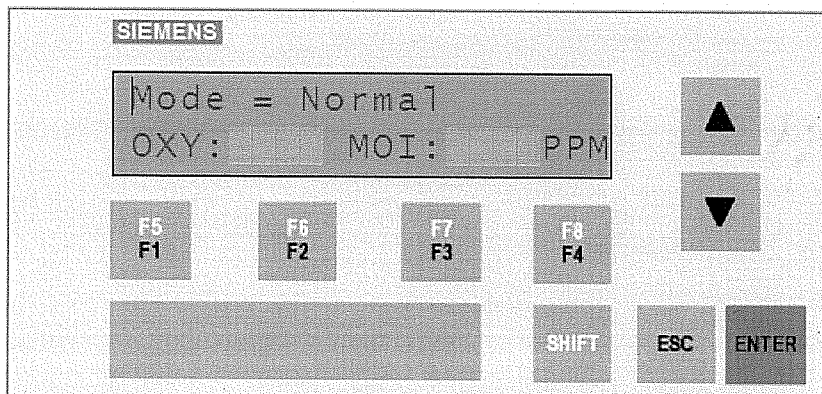 SIEMENS
Mode = Normal
OXY: MOI: PPM
F5 F6 F7 F8
F1 F2 F3 F4
SHIFT ESC ENTER